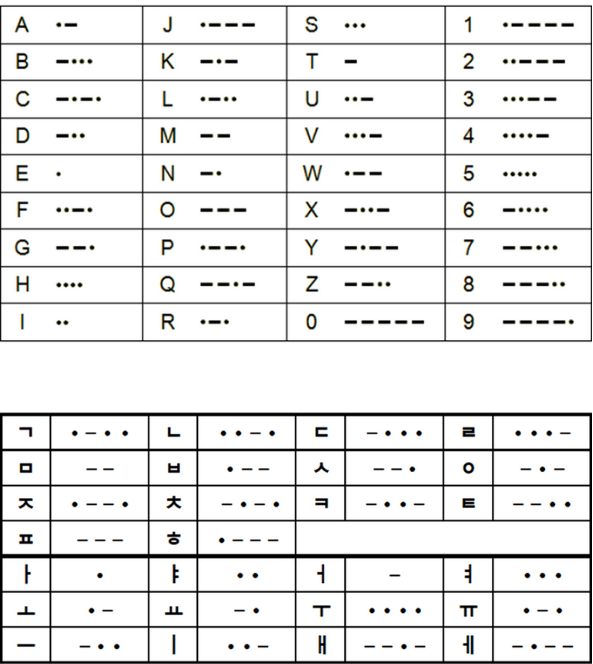 A •– J •––– S ••• 1 •––––
B –••• K –•– T – 2 ••–––
C –•–• L •–•• U ••– 3 •••––
D –•• M –– V •••– 4 ••••–
E • N –• W •–– 5 •••••
F ••–• O ––– X –••– 6 –••••
G ––• P •––• Y –•–– 7 ––•••
H •••• Q ––•– Z ––•• 8 –––••
I •• R •–• 0 ––––– 9 ––––•
ㄱ •–•• ㄴ ••–• ㄷ –••• ㄹ •••–
ㅁ –– ㅂ •–– ㅅ ––• ㅇ –•–
ㅈ •––• ㅊ –•–• ㅋ –••– ㅌ ––••
ㅍ ––– ㅎ •–––
ㅏ • ㅑ •• ㅓ – ㅕ •••
ㅗ •– ㅛ –• ㅜ •••• ㅠ •–•
ㅡ –•• ㅣ ••– ㅐ ––•– ㅔ –•––